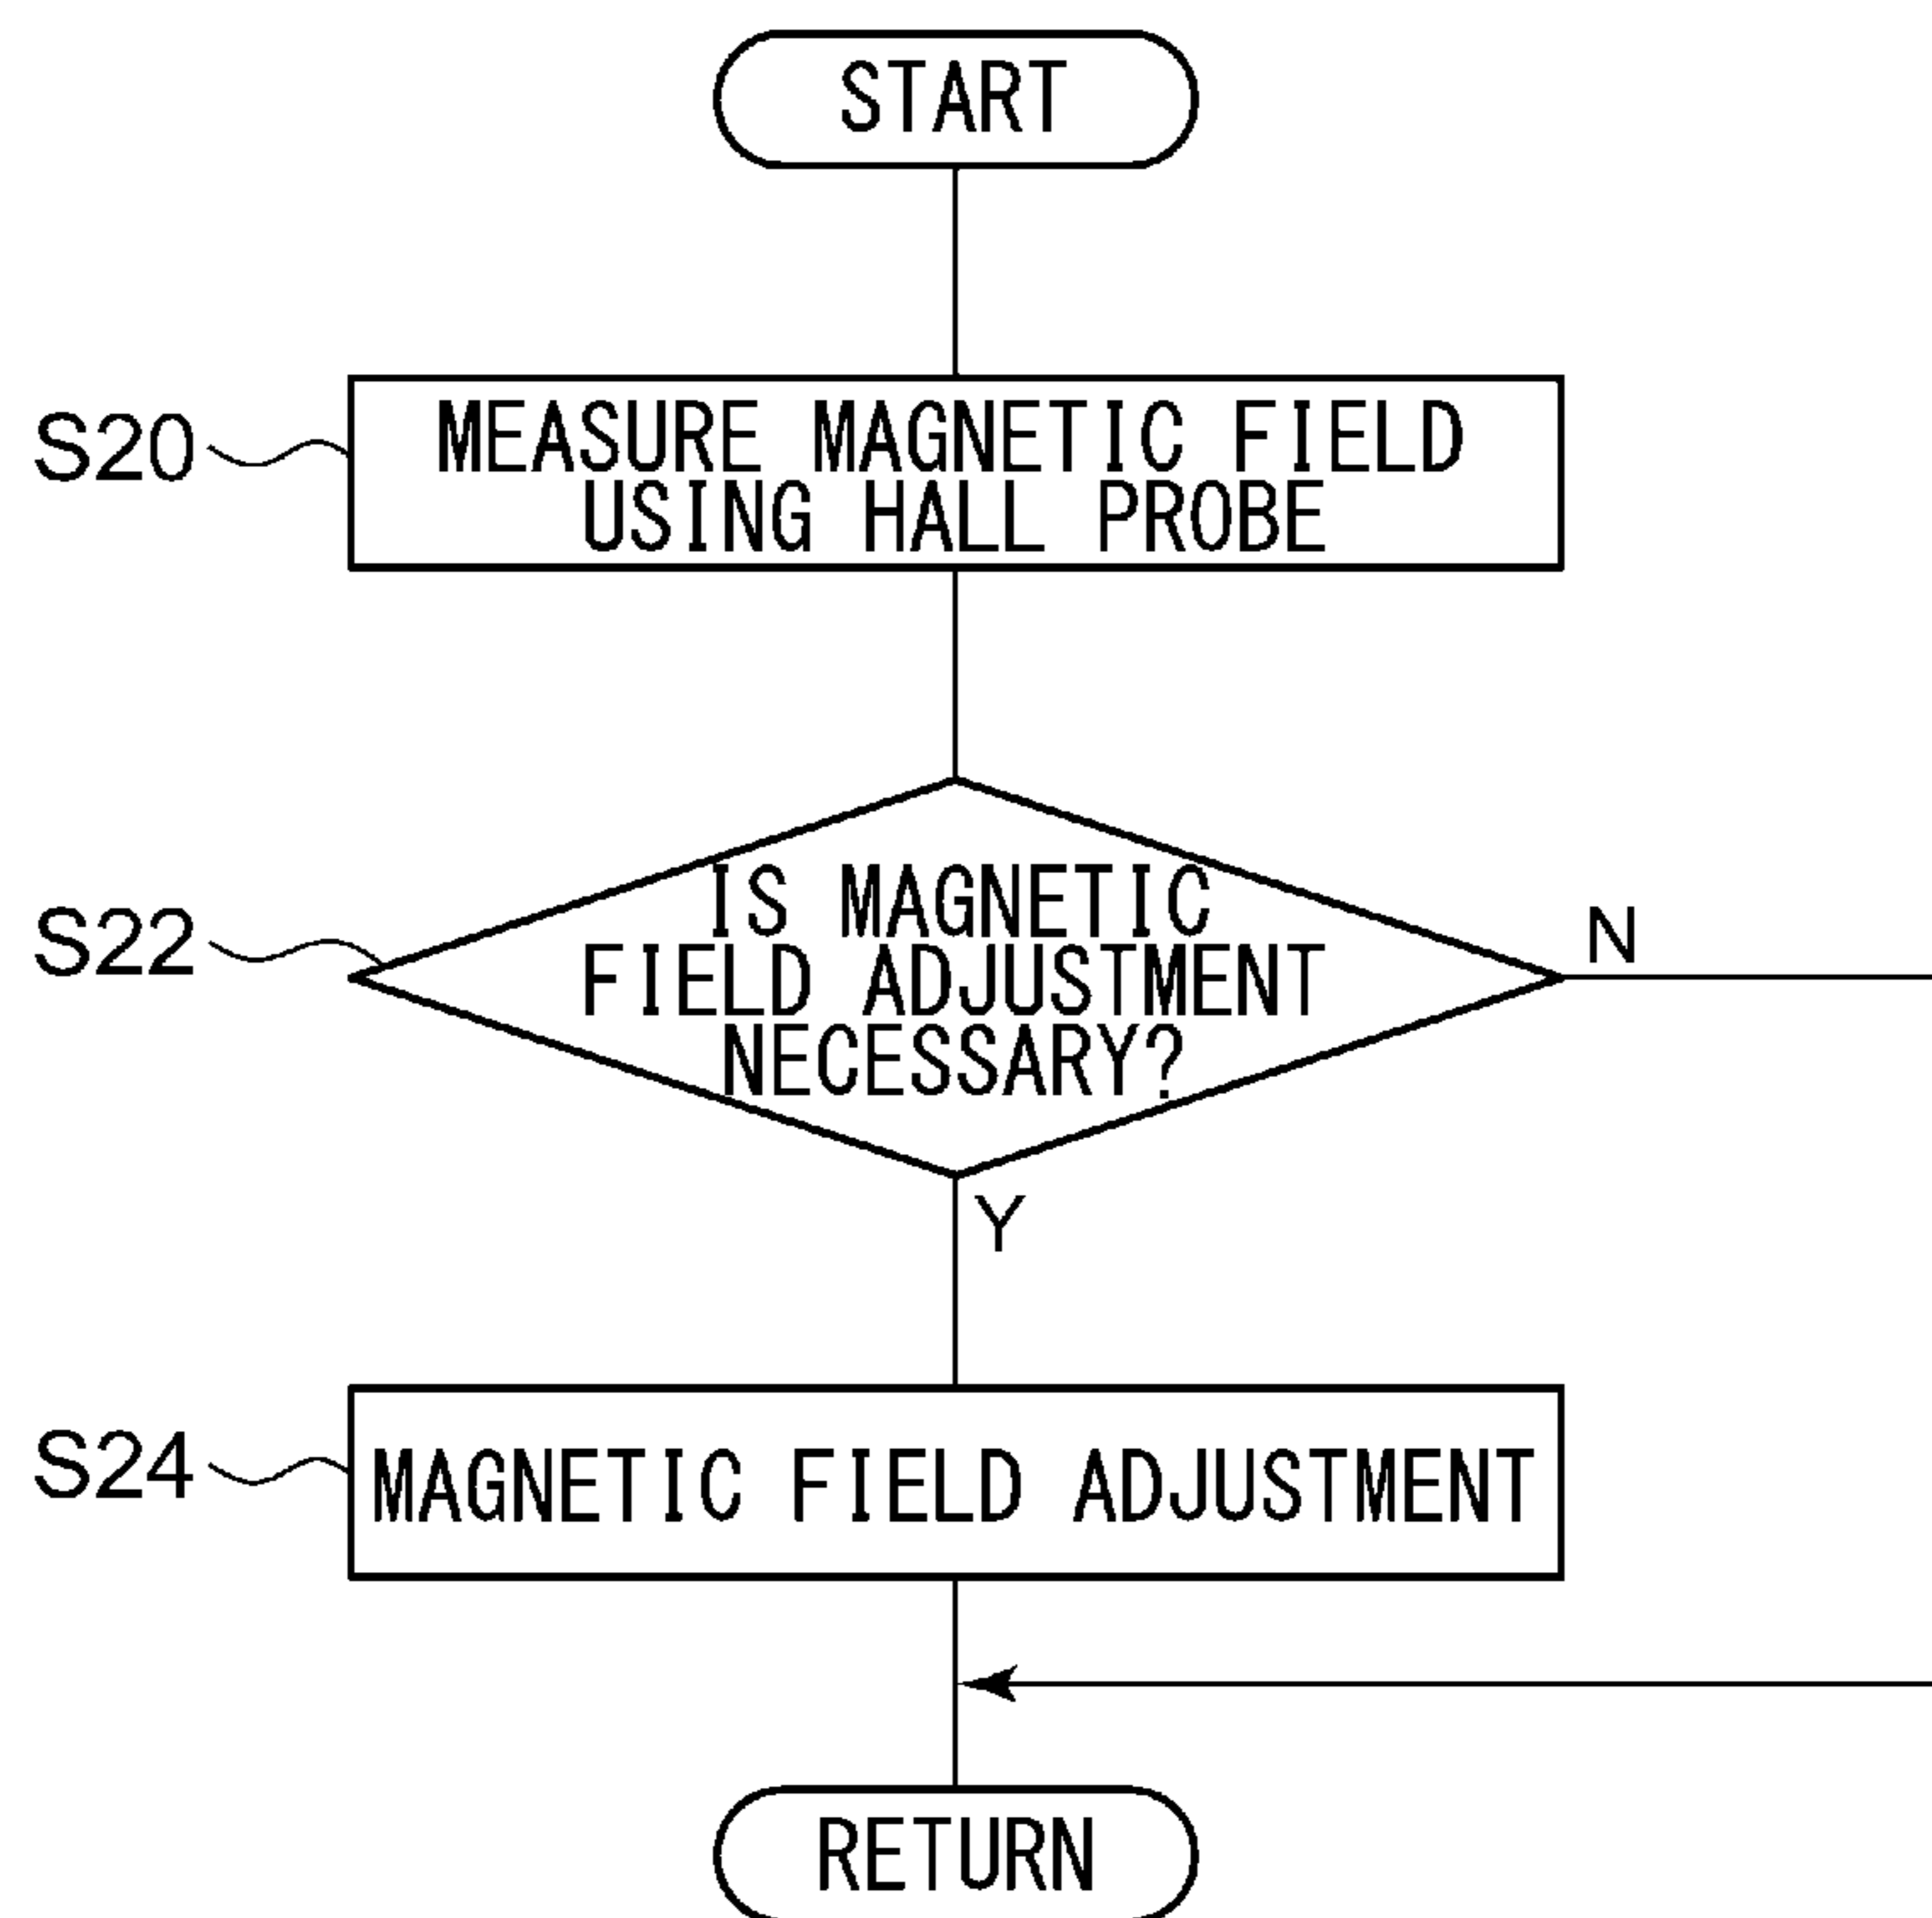 START
S20
MEASURE MAGNETIC FIELD
USING HALL PROBE
S22
IS MAGNETIC
FIELD ADJUSTMENT
NECESSARY?
N
Y
S24
MAGNETIC FIELD ADJUSTMENT
RETURN